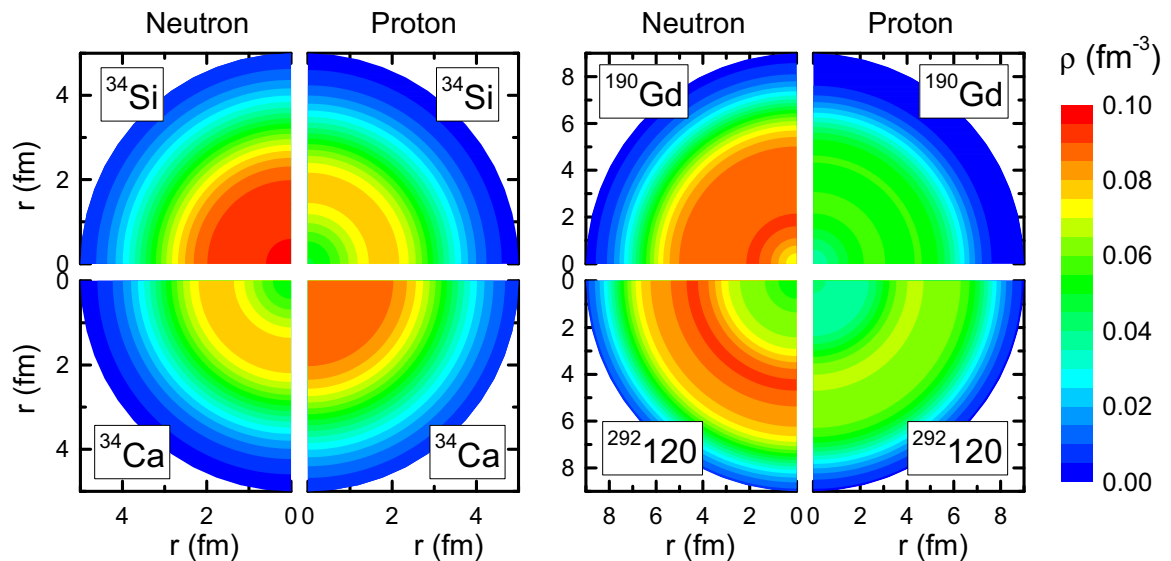 Neutron Proton Neutron Proton
ρ (fm⁻³)
³⁴Si ³⁴Si ¹⁹⁰Gd ¹⁹⁰Gd
r (fm)
4
2
0
8
6
4
2
0
0.10
0.08
0.06
0.04
0.02
0.00
r (fm)
0
2
4
0
2
4
6
8
³⁴Ca ³⁴Ca ²⁹²120 ²⁹²120
4 2 0 0 2 4 8 6 4 2 0 0 2 4 6 8
r (fm) r (fm) r (fm) r (fm)